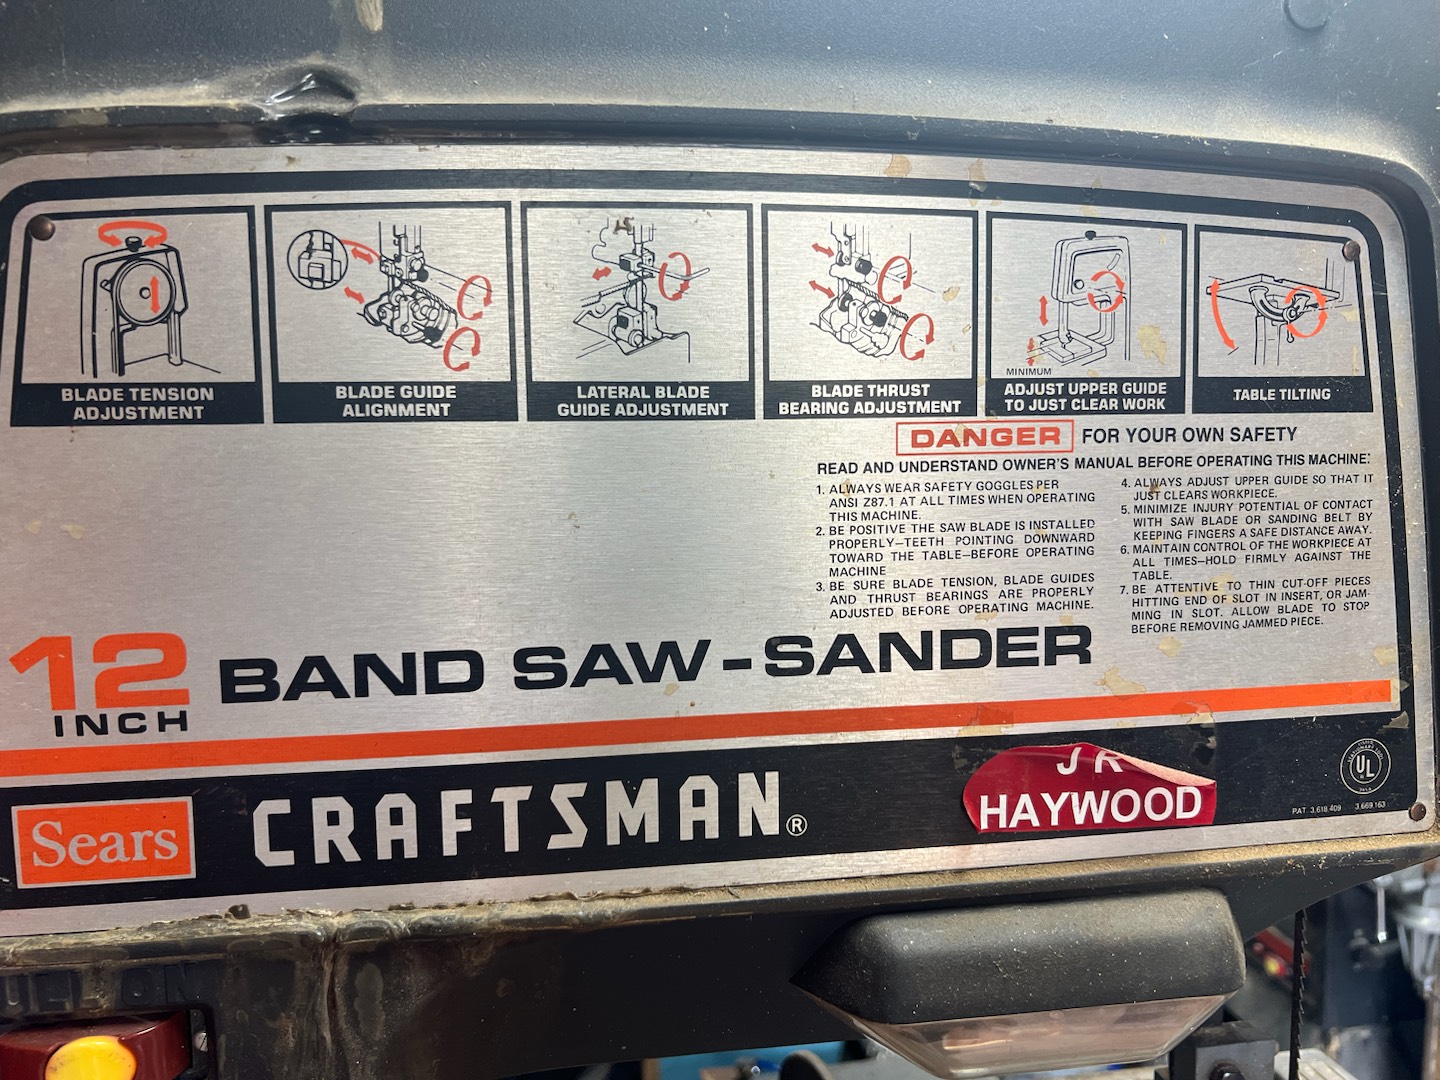 BLADE TENSION
ADJUSTMENT
BLADE GUIDE
ALIGNMENT
LATERAL BLADE
GUIDE ADJUSTMENT
BLADE THRUST
BEARING ADJUSTMENT
MINIMUM
ADJUST UPPER GUIDE
TO JUST CLEAR WORK
TABLE TILTING
DANGER FOR YOUR OWN SAFETY
READ AND UNDERSTAND OWNER'S MANUAL BEFORE OPERATING THIS MACHINE:
1. ALWAYS WEAR SAFETY GOGGLES PER
ANSI Z87.1 AT ALL TIMES WHEN OPERATING
THIS MACHINE.
2. BE POSITIVE THE SAW BLADE IS INSTALLED
PROPERLY—TEETH POINTING DOWNWARD
TOWARD THE TABLE—BEFORE OPERATING
MACHINE
3. BE SURE BLADE TENSION, BLADE GUIDES
AND THRUST BEARINGS ARE PROPERLY
ADJUSTED BEFORE OPERATING MACHINE.
4. ALWAYS ADJUST UPPER GUIDE SO THAT IT
JUST CLEARS WORKPIECE.
5. MINIMIZE INJURY POTENTIAL OF CONTACT
WITH SAW BLADE OR SANDING BELT BY
KEEPING FINGERS A SAFE DISTANCE AWAY.
6. MAINTAIN CONTROL OF THE WORKPIECE AT
ALL TIMES—HOLD FIRMLY AGAINST THE
TABLE.
7. BE ATTENTIVE TO THIN CUT-OFF PIECES
HITTING END OF SLOT IN INSERT, OR JAM-
MING IN SLOT. ALLOW BLADE TO STOP
BEFORE REMOVING JAMMED PIECE.
12 INCH BAND SAW-SANDER
Sears CRAFTSMAN®
J R
HAYWOOD
UL
PAT. 3,618,409 3,669,163
ON